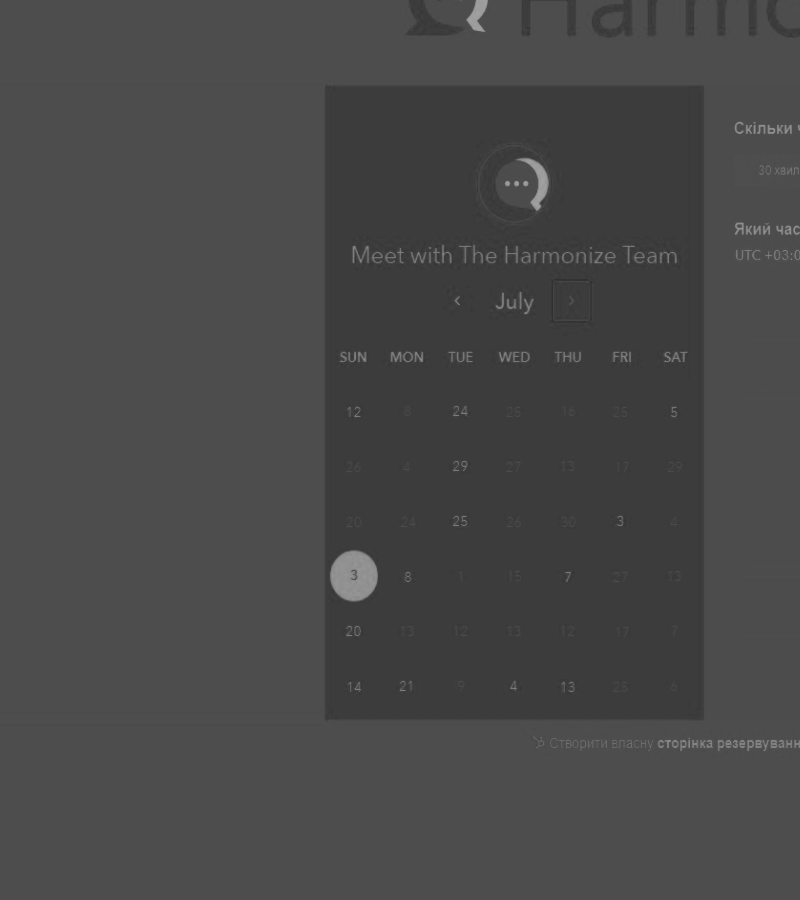 Harmo
Скільки ч
30 хвил
Meet with The Harmonize Team
Який час
UTC +03:0
July
SUN MON TUE WED THU FRI SAT
12 8 24 25 16 25 5
26 4 29 27 13 17 29
20 24 25 26 30 3 4
3 8 1 15 7 27 13
20 13 12 13 12 17 7
14 21 9 4 13 26 6
Створити власну сторінка резервуванн